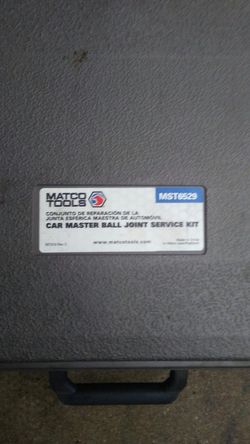 MATCO
TOOLS
MST6529
CONJUNTO DE REPARACIÓN DE LA
JUNTA ESFÉRICA MAESTRA DE AUTOMÓVIL
CAR MASTER BALL JOINT SERVICE KIT
www.matcotools.com